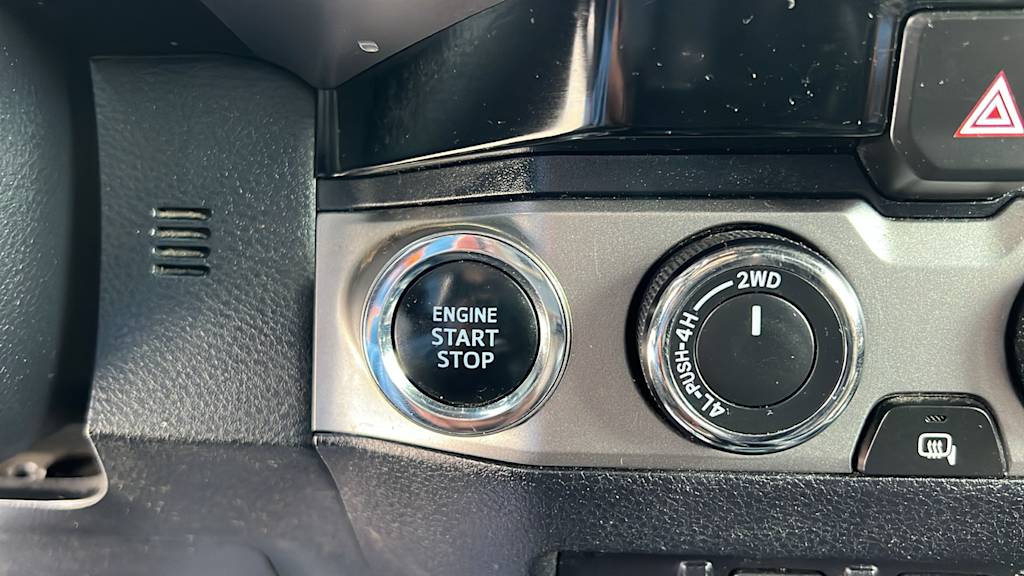 ENGINE
START
STOP
2WD
4L-PUSH-4H